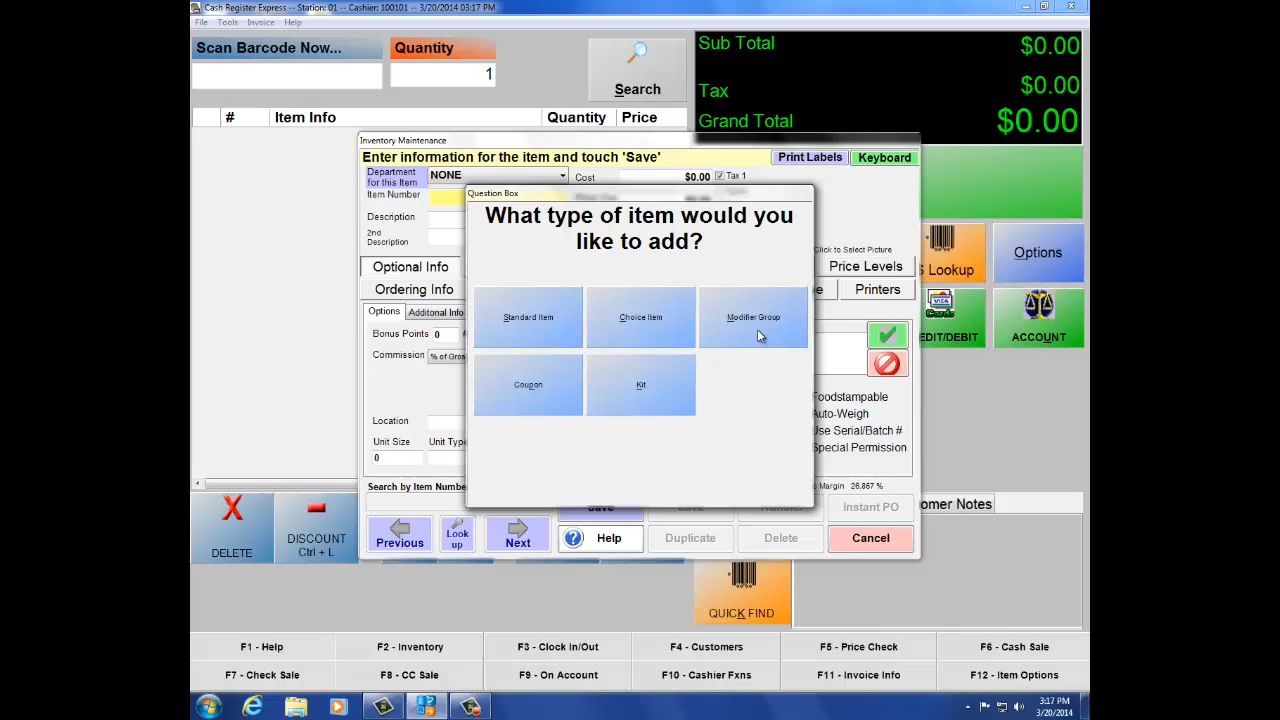 Cash Register Express -- Station: 01 -- Cashier: 100101 -- 3/20/2014 03:17 PM
File Tools Invoice Help
Scan Barcode Now...
Quantity
1
Search
Sub Total $0.00
Tax $0.00
Grand Total $0.00
# Item Info Quantity Price
Inventory Maintenance
Enter information for the item and touch 'Save'
Print Labels
Keyboard
Department for this Item
NONE
Cost $0.00
Tax 1
Item Number
Description
2nd Description
Question Box
What type of item would you
like to add?
Standard Item
Choice Item
Modifier Group
Coupon
Kit
Click to Select Picture
Optional Info
Price Levels
Ordering Info
Printers
Options
Additonal Info
Bonus Points 0
Commission
% of Gros
Location
Unit Size
Unit Type
0
Foodstampable
Auto-Weigh
Use Serial/Batch #
Special Permission
Search by Item Numbe
Margin 26.867 %
Save
Instant PO
Previous
Look up
Next
Help
Duplicate
Delete
Cancel
Lookup
Options
VISA
Cards
EDIT/DEBIT
ACCOUNT
omer Notes
DELETE
DISCOUNT
Ctrl + L
QUICK FIND
F1 - Help
F2 - Inventory
F3 - Clock In/Out
F4 - Customers
F5 - Price Check
F6 - Cash Sale
F7 - Check Sale
F8 - CC Sale
F9 - On Account
F10 - Cashier Fxns
F11 - Invoice Info
F12 - Item Options
3:17 PM
3/20/2014